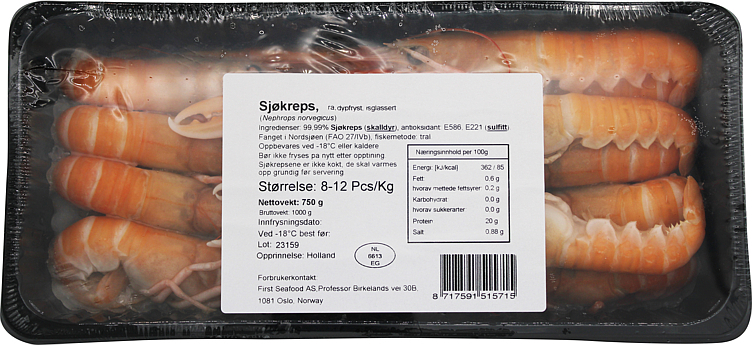 Sjøkreps, rå, dypfryst, isglassert
(Nephrops norvegicus)
Ingredienser: 99,99% Sjøkreps (skalldyr), antioksidant: E586. E221 (sulfitt)
Fanget i Nordsjøen (FAO 27/IVb), fiskemetode: trål
Oppbevares ved -18°C eller kaldere
Bør ikke fryses på nytt etter opptining
Sjøkrepsene er ikke kokt, de skal varmes
opp grundig før servering
Størrelse: 8-12 Pcs/Kg
Nettovekt: 750 g
Bruttovekt: 1000 g
Innfrysningsdato:
Ved -18°C best før:
Lot: 23159
Opprinnelse: Holland
NL
6613
EG
Forbrukerkontakt:
First Seafood AS,Professor Birkelands vei 30B,
1081 Oslo, Norway
Næringsinnhold per 100g
Energi: [kJ/kcal] 362 / 85
Fett 0.6 g
hvorav mettede fettsyrer 0.2 g
Karbohydrat 0.0 g
hvorav sukkerarter 0.0 g
Protein 20 g
Salt 0.88 g
8 717591 515715